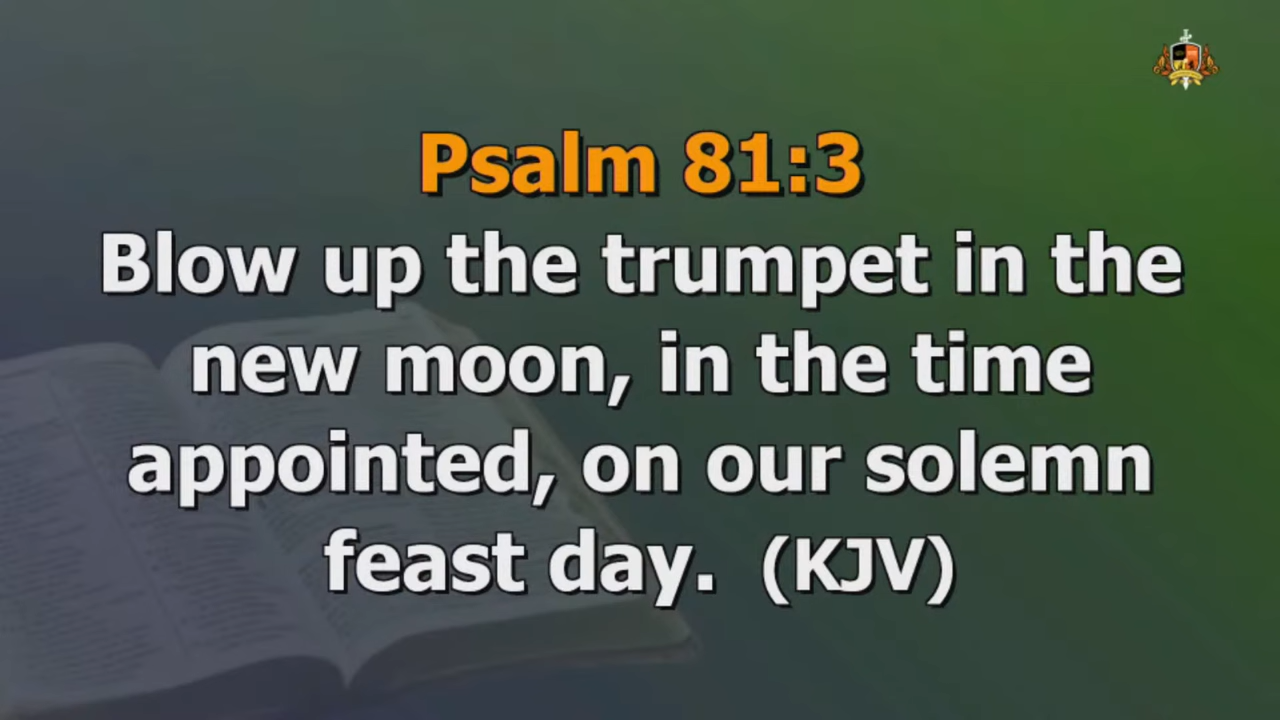 Psalm 81:3
Blow up the trumpet in the
new moon, in the time
appointed, on our solemn
feast day.  (KJV)